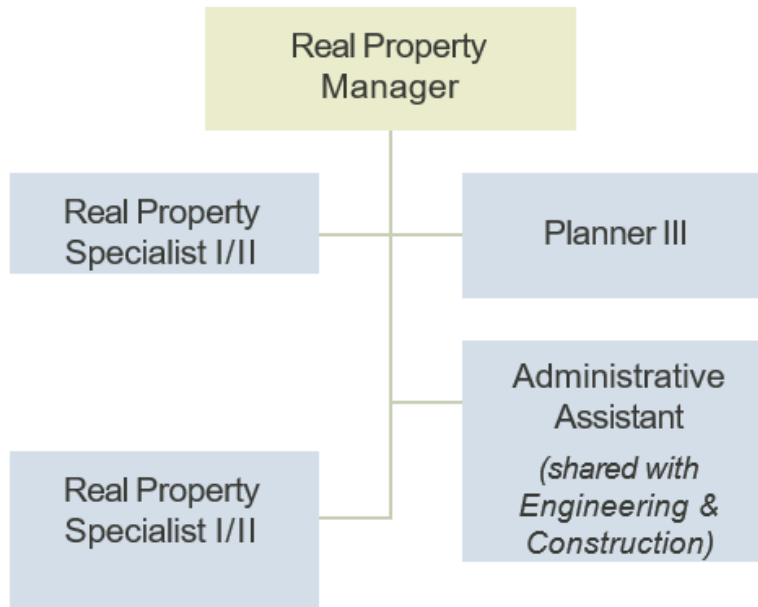 Real Property
Manager
Real Property
Specialist I/II
Planner III
Administrative
Assistant
(shared with
Engineering &
Construction)
Real Property
Specialist I/II